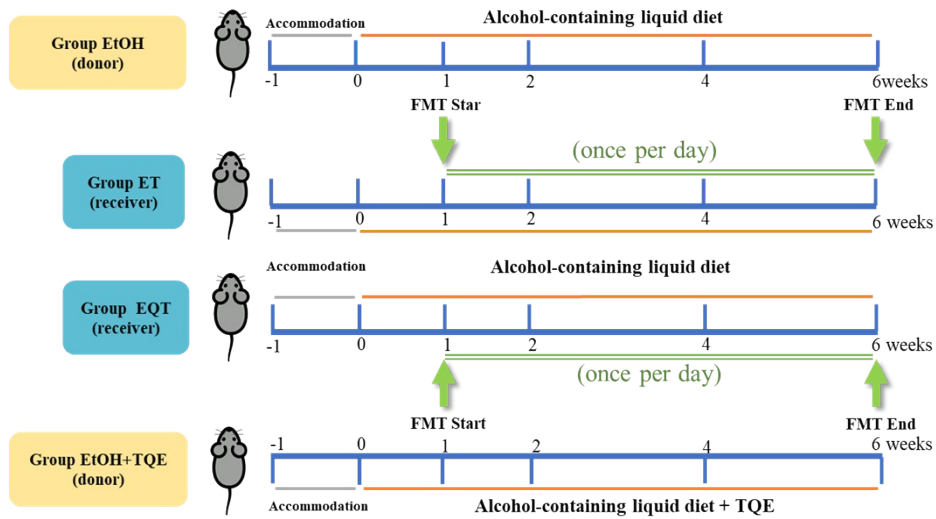 Group EtOH
(donor)
Accommodation
Alcohol-containing liquid diet
-1 0 1 2 4 6weeks
FMT Star
FMT End
(once per day)
Group ET
(receiver)
-1 0 1 2 4 6 weeks
Accommodation
Alcohol-containing liquid diet
Group EQT
(receiver)
-1 0 1 2 4 6 weeks
(once per day)
FMT Start
FMT End
Group EtOH+TQE
(donor)
-1 0 1 2 4 6 weeks
Accommodation
Alcohol-containing liquid diet + TQE